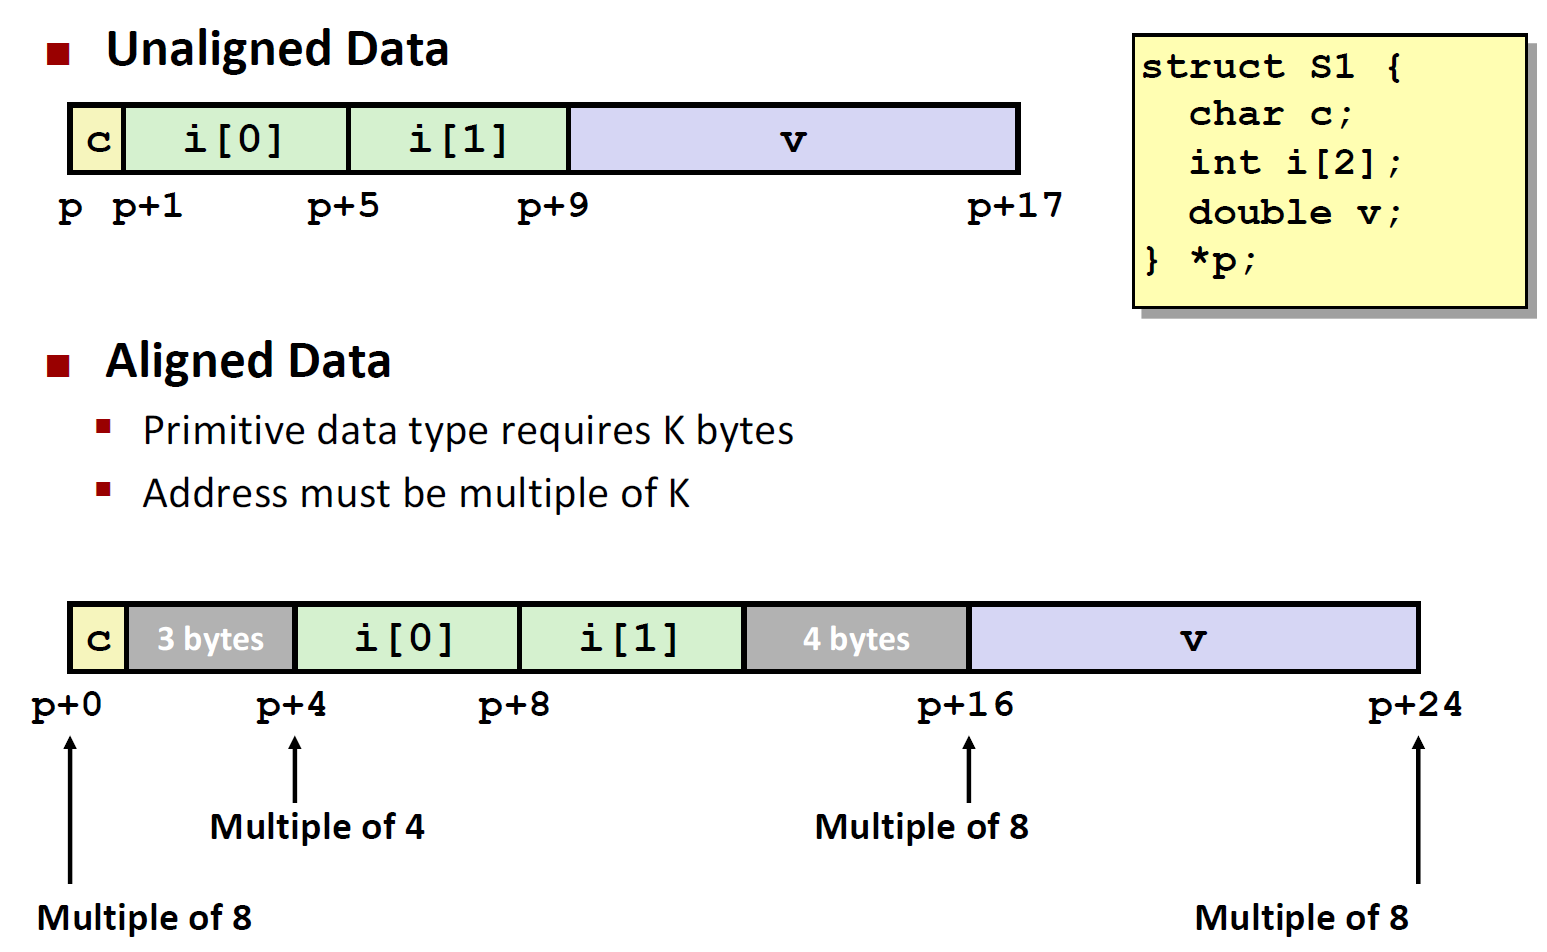 Unaligned Data
c i[0] i[1] v
p p+1 p+5 p+9 p+17
struct S1 {
  char c;
  int i[2];
  double v;
} *p;
Aligned Data
Primitive data type requires K bytes
Address must be multiple of K
c 3 bytes i[0] i[1] 4 bytes v
p+0 p+4 p+8 p+16 p+24
Multiple of 4 Multiple of 8
Multiple of 8 Multiple of 8